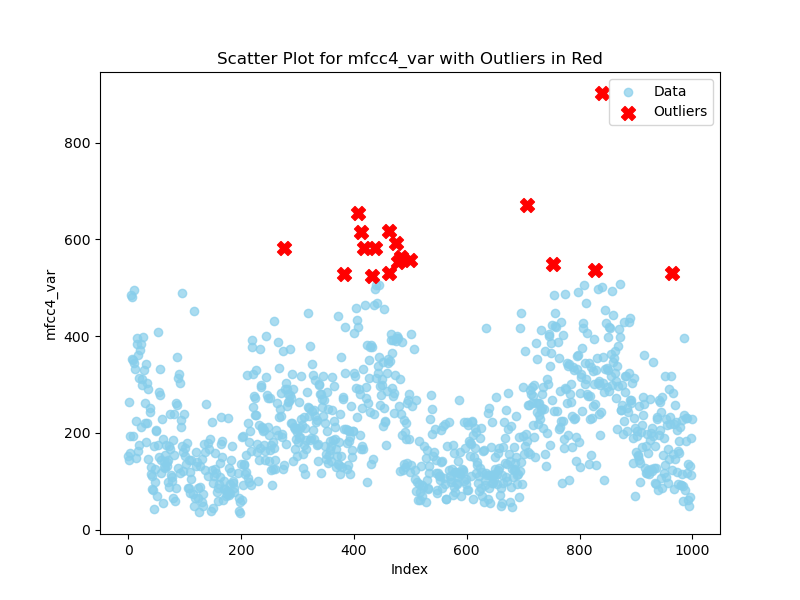 Scatter Plot for mfcc4_var with Outliers in Red
Data
Outliers
800
600
400
200
0
mfcc4_var
0 200 400 600 800 1000
Index